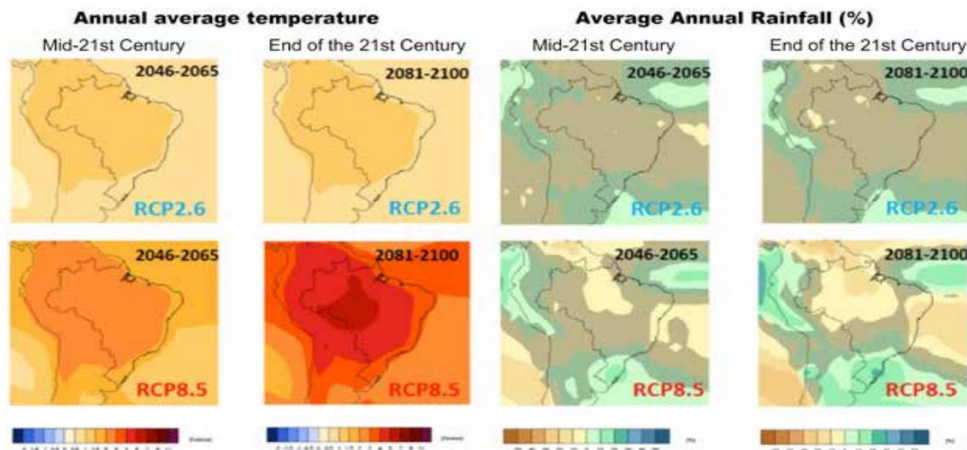 Annual average temperature
Average Annual Rainfall (%)
Mid-21st Century
End of the 21st Century
Mid-21st Century
End of the 21st Century
2046-2065
2081-2100
2046-2065
2081-2100
RCP2.6
RCP2.6
RCP2.6
RCP2.6
2046-2065
2081-2100
2046-2065
2081-2100
RCP8.5
RCP8.5
RCP8.5
RCP8.5